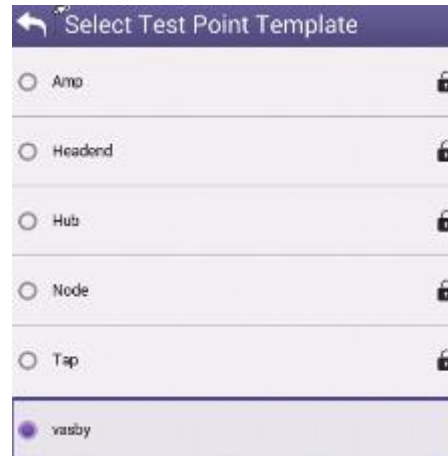 Select Test Point Template
Amp
Headend
Hub
Node
Tap
vasby